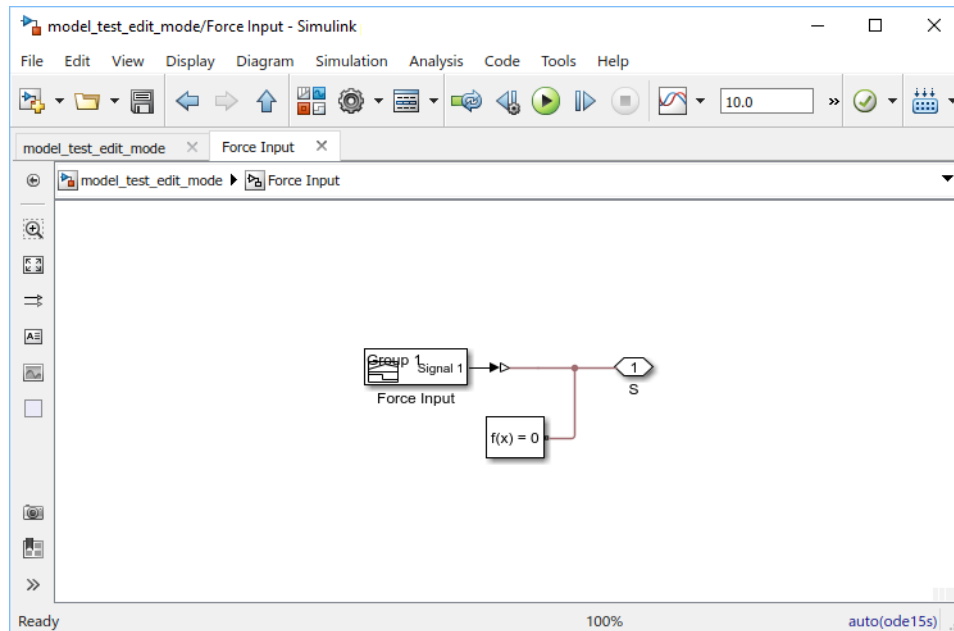 model_test_edit_mode/Force Input - Simulink
File Edit View Display Diagram Simulation Analysis Code Tools Help
10.0 »
model_test_edit_mode Force Input
model_test_edit_mode Force Input
Group 1
Signal 1
Force Input
1
S
f(x) = 0
Ready 100% auto(ode15s)